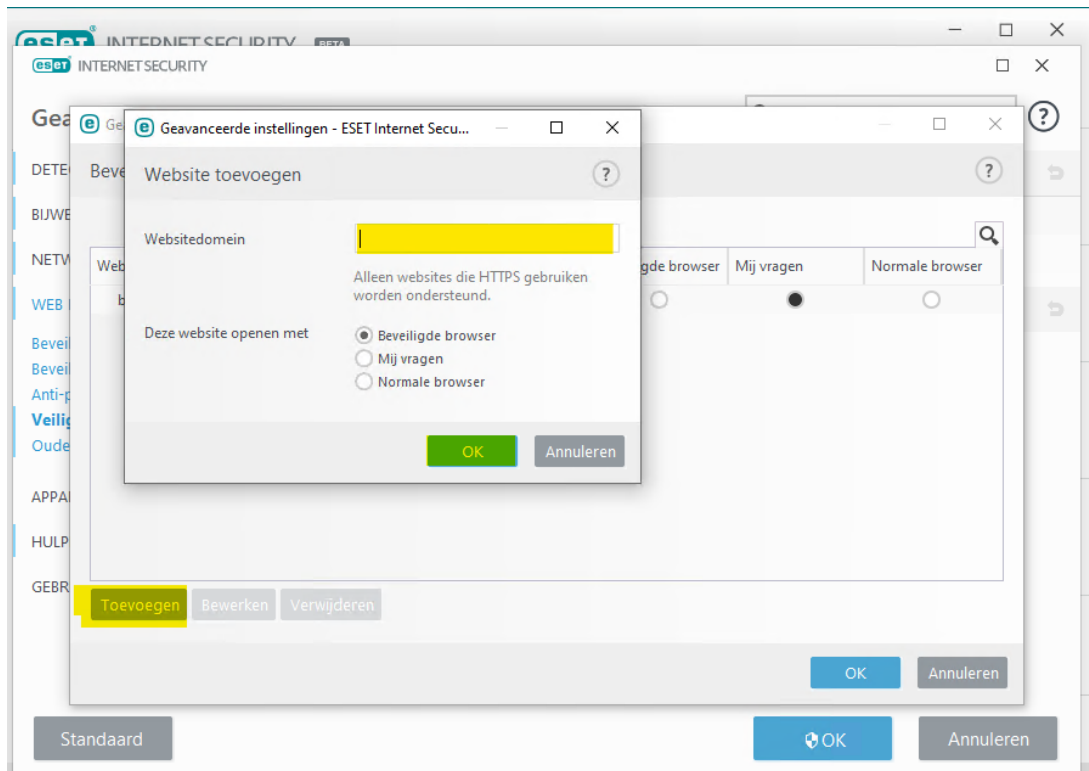 eseT INTERNET SECURITY BETA
eseT INTERNET SECURITY
Gea
e Ge
e Geavanceerde instellingen - ESET Internet Secu...
?
DETE
Beve
Website toevoegen
?
?
BIJWE
Websitedomein
Alleen websites die HTTPS gebruiken
worden ondersteund.
NETW
Web
gde browser
Mij vragen
Normale browser
b
WEB
Deze website openen met
Beveiligde browser
Mij vragen
Normale browser
Bevei
Bevei
Anti-p
Veilig
Oude
OK
Annuleren
APPA
HULP
GEBR
Toevoegen
Bewerken
Verwijderen
OK
Annuleren
Standaard
OK
Annuleren